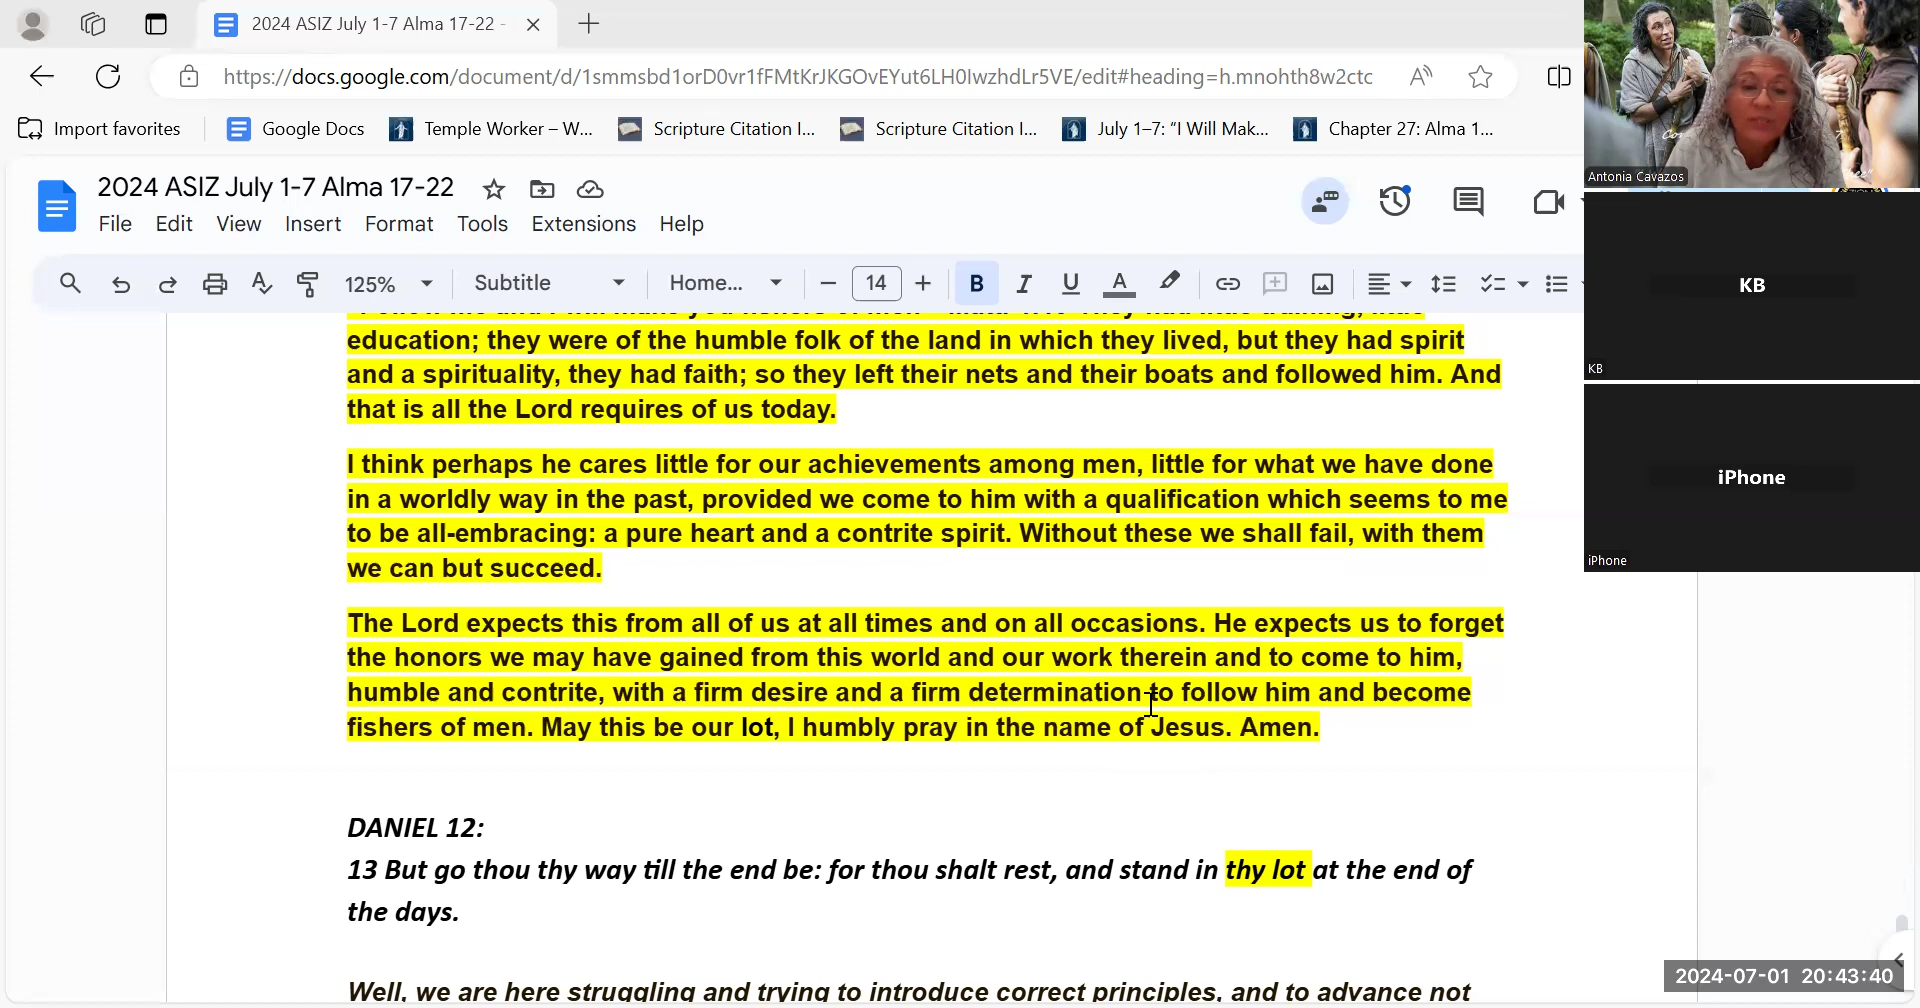 2024 ASIZ July 1-7 Alma 17-22 -
https://docs.google.com/document/d/1smmsbd1orD0vr1fFMtKrJKGOvEYut6LH0IwzhdLr5VE/edit#heading=h.mnohth8w2ctc
Import favorites
Google Docs
Temple Worker – W...
Scripture Citation I...
Scripture Citation I...
July 1–7: “I Will Mak...
Chapter 27: Alma 1...
Antonia Cavazos
2024 ASIZ July 1-7 Alma 17-22
File Edit View Insert Format Tools Extensions Help
125% Subtitle Home... 14 B I U A
KB
KB
education; they were of the humble folk of the land in which they lived, but they had spirit
and a spirituality, they had faith; so they left their nets and their boats and followed him. And
that is all the Lord requires of us today.
I think perhaps he cares little for our achievements among men, little for what we have done
in a worldly way in the past, provided we come to him with a qualification which seems to me
to be all-embracing: a pure heart and a contrite spirit. Without these we shall fail, with them
we can but succeed.
iPhone
iPhone
The Lord expects this from all of us at all times and on all occasions. He expects us to forget
the honors we may have gained from this world and our work therein and to come to him,
humble and contrite, with a firm desire and a firm determination to follow him and become
fishers of men. May this be our lot, I humbly pray in the name of Jesus. Amen.
DANIEL 12:
13 But go thou thy way till the end be: for thou shalt rest, and stand in thy lot at the end of
the days.
Well, we are here struggling and trying to introduce correct principles, and to advance not
2024-07-01 20:43:40